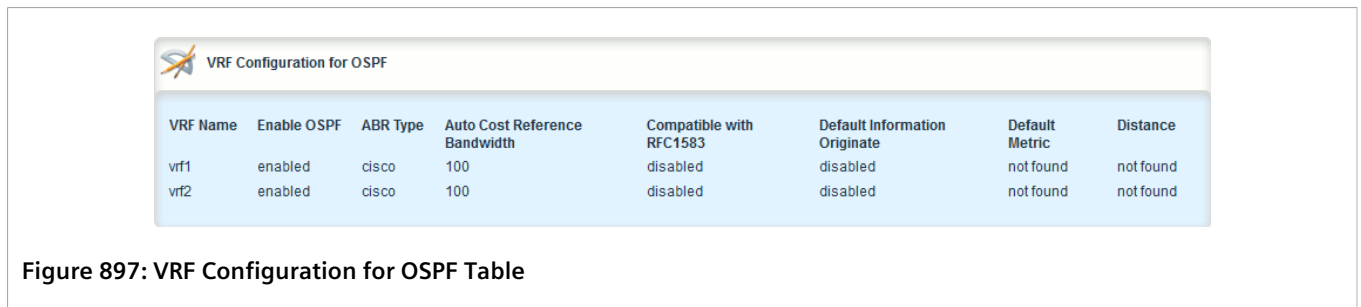 VRF Configuration for OSPF
VRF Name Enable OSPF ABR Type Auto Cost Reference Bandwidth Compatible with RFC1583 Default Information Originate Default Metric Distance
vrf1 enabled cisco 100 disabled disabled not found not found
vrf2 enabled cisco 100 disabled disabled not found not found
Figure 897: VRF Configuration for OSPF Table